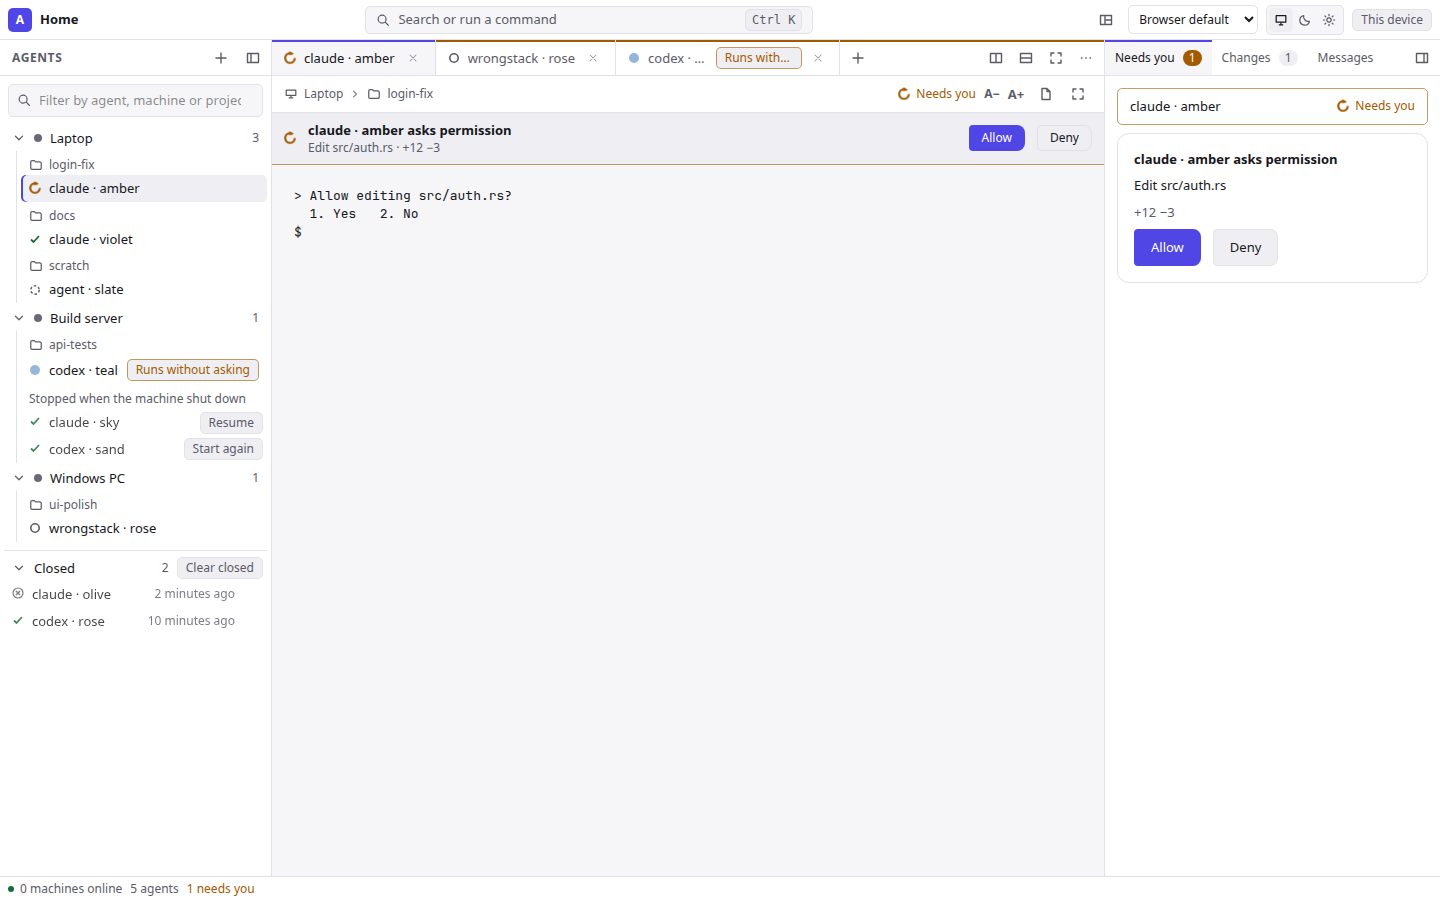 A Home
Search or run a command Ctrl K
Browser default
This device
AGENTS
Filter by agent, machine or projec
Laptop 3
login-fix
claude · amber
docs
claude · violet
scratch
agent · slate
Build server 1
api-tests
codex · teal Runs without asking
Stopped when the machine shut down
claude · sky Resume
codex · sand Start again
Windows PC 1
ui-polish
wrongstack · rose
Closed 2 Clear closed
claude · olive 2 minutes ago
codex · rose 10 minutes ago
claude · amber
wrongstack · rose
codex · ... Runs with...
Laptop login-fix
Needs you A− A+
claude · amber asks permission
Edit src/auth.rs · +12 −3
Allow Deny
> Allow editing src/auth.rs?
1. Yes 2. No
$
Needs you 1 Changes 1 Messages
claude · amber Needs you
claude · amber asks permission
Edit src/auth.rs
+12 −3
Allow Deny
0 machines online 5 agents 1 needs you